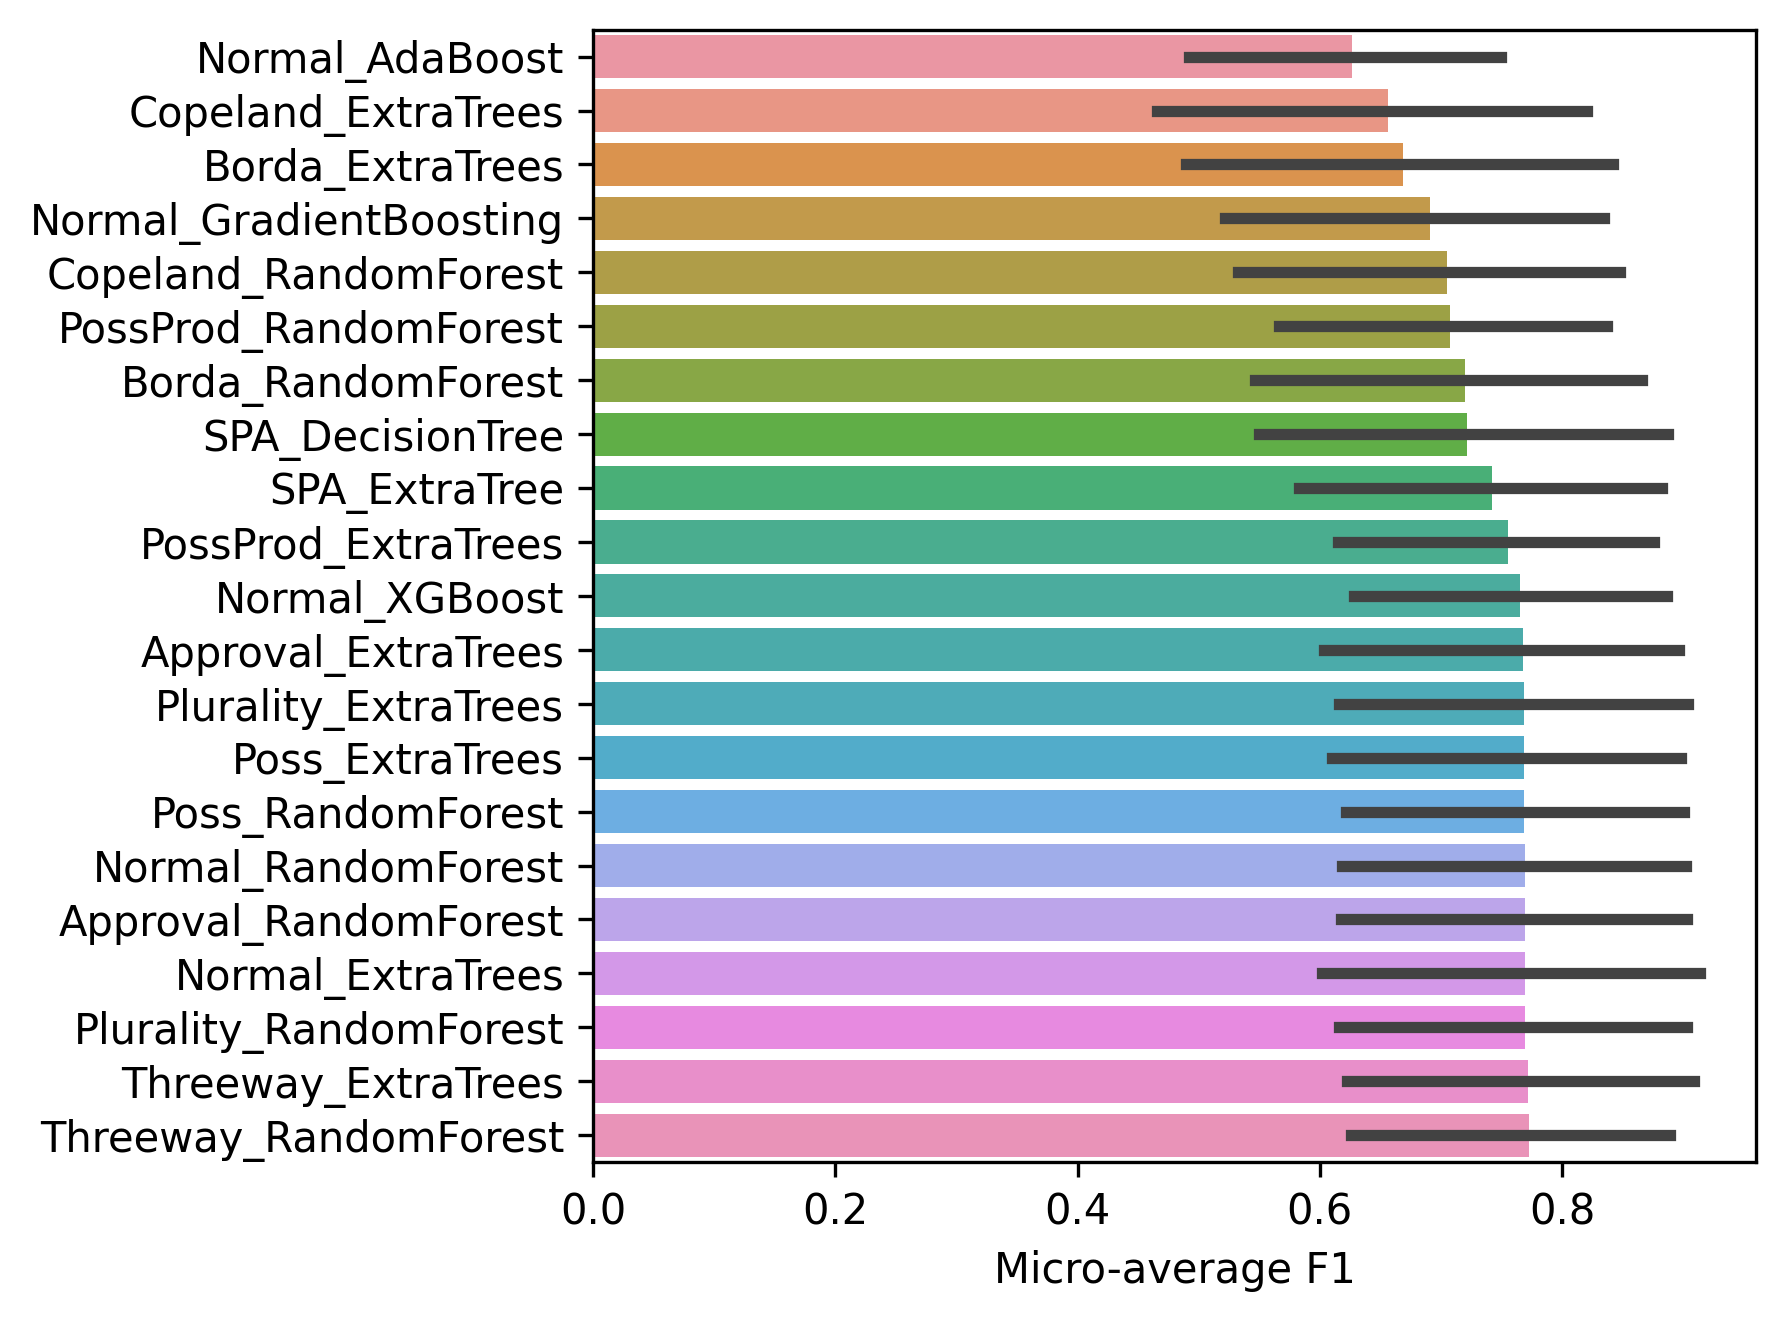 Normal_AdaBoost
Copeland_ExtraTrees
Borda_ExtraTrees
Normal_GradientBoosting
Copeland_RandomForest
PossProd_RandomForest
Borda_RandomForest
SPA_DecisionTree
SPA_ExtraTree
PossProd_ExtraTrees
Normal_XGBoost
Approval_ExtraTrees
Plurality_ExtraTrees
Poss_ExtraTrees
Poss_RandomForest
Normal_RandomForest
Approval_RandomForest
Normal_ExtraTrees
Plurality_RandomForest
Threeway_ExtraTrees
Threeway_RandomForest
0.0 0.2 0.4 0.6 0.8
Micro-average F1